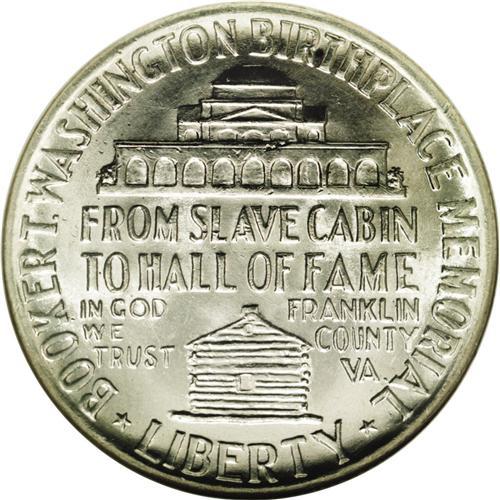 BOOKER T. WASHINGTON BIRTHPLACE MEMORIAL
FROM SLAVE CABIN
TO HALL OF FAME
IN GOD
WE
TRUST
FRANKLIN
COUNTY
VA.
LIBERTY